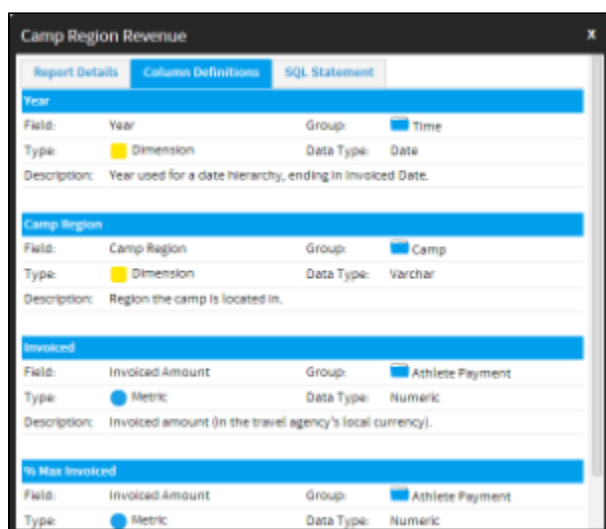 Camp Region Revenue x
Report Details Column Definitions SQL Statement
Year
Field: Year Group: Time
Type: Dimension Data Type: Date
Description: Year used for a date hierarchy, ending in Invoiced Date.
Camp Region
Field: Camp Region Group: Camp
Type: Dimension Data Type: Varchar
Description: Region the camp is located in.
Invoiced
Field: Invoiced Amount Group: Athlete Payment
Type: Metric Data Type: Numeric
Description: Invoiced amount (in the travel agency's local currency).
% Max Invoiced
Field: Invoiced Amount Group: Athlete Payment
Type: Metric Data Type: Numeric